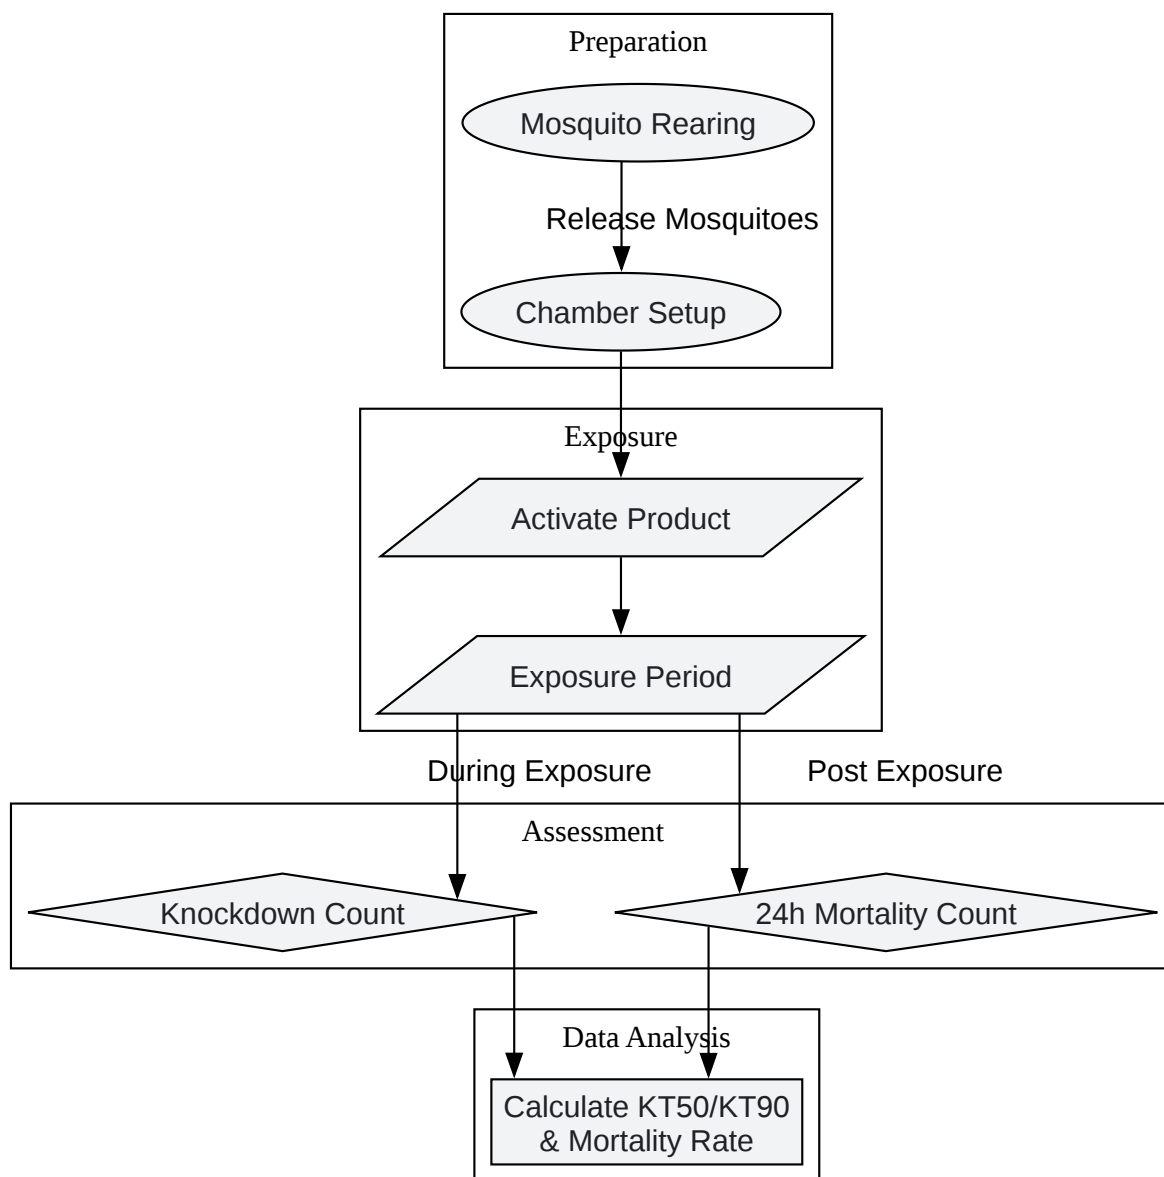 Preparation
Mosquito Rearing
Release Mosquitoes
Chamber Setup
Exposure
Activate Product
Exposure Period
During Exposure
Post Exposure
Assessment
Knockdown Count
24h Mortality Count
Data Analysis
Calculate KT50/KT90
& Mortality Rate